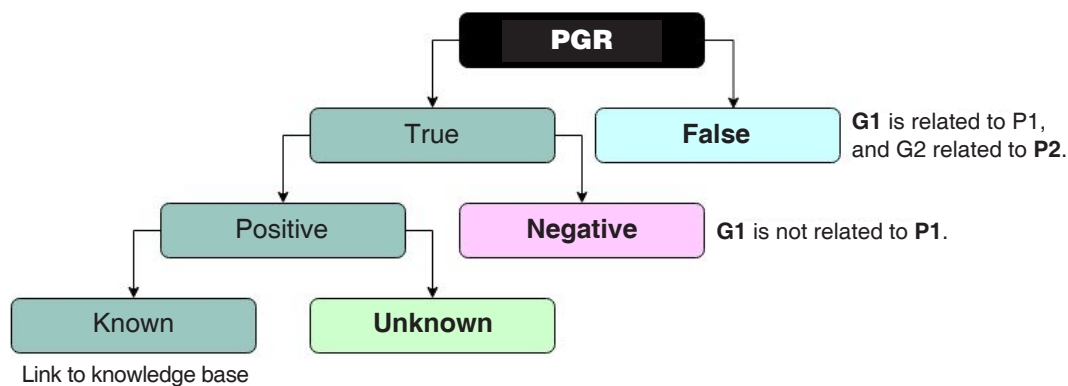 PGR
True
False
G1 is related to P1,
and G2 related to P2.
Positive
Negative
G1 is not related to P1.
Known
Unknown
Link to knowledge base